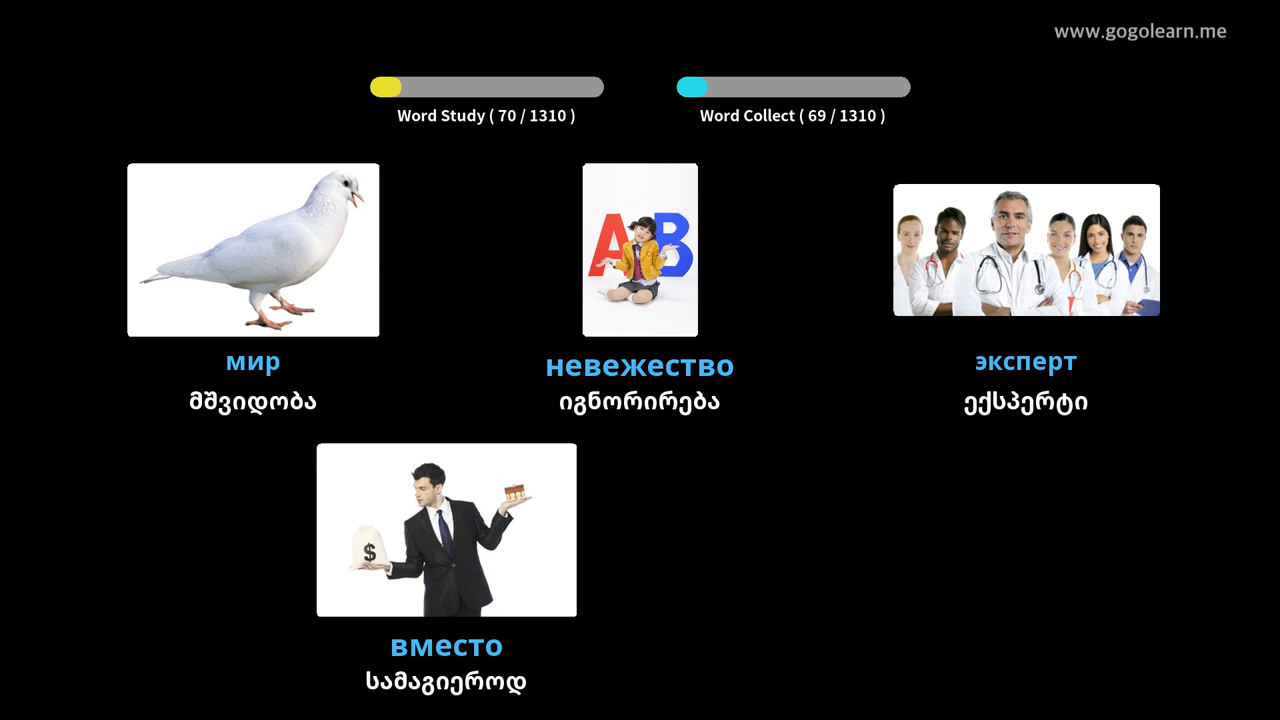 www.gogolearn.me
Word Study ( 70 / 1310 )
Word Collect ( 69 / 1310 )
A B
мир
მშვიდობა
невежество
იგნორირება
эксперт
ექსპერტი
$
вместо
სამაგიეროდ